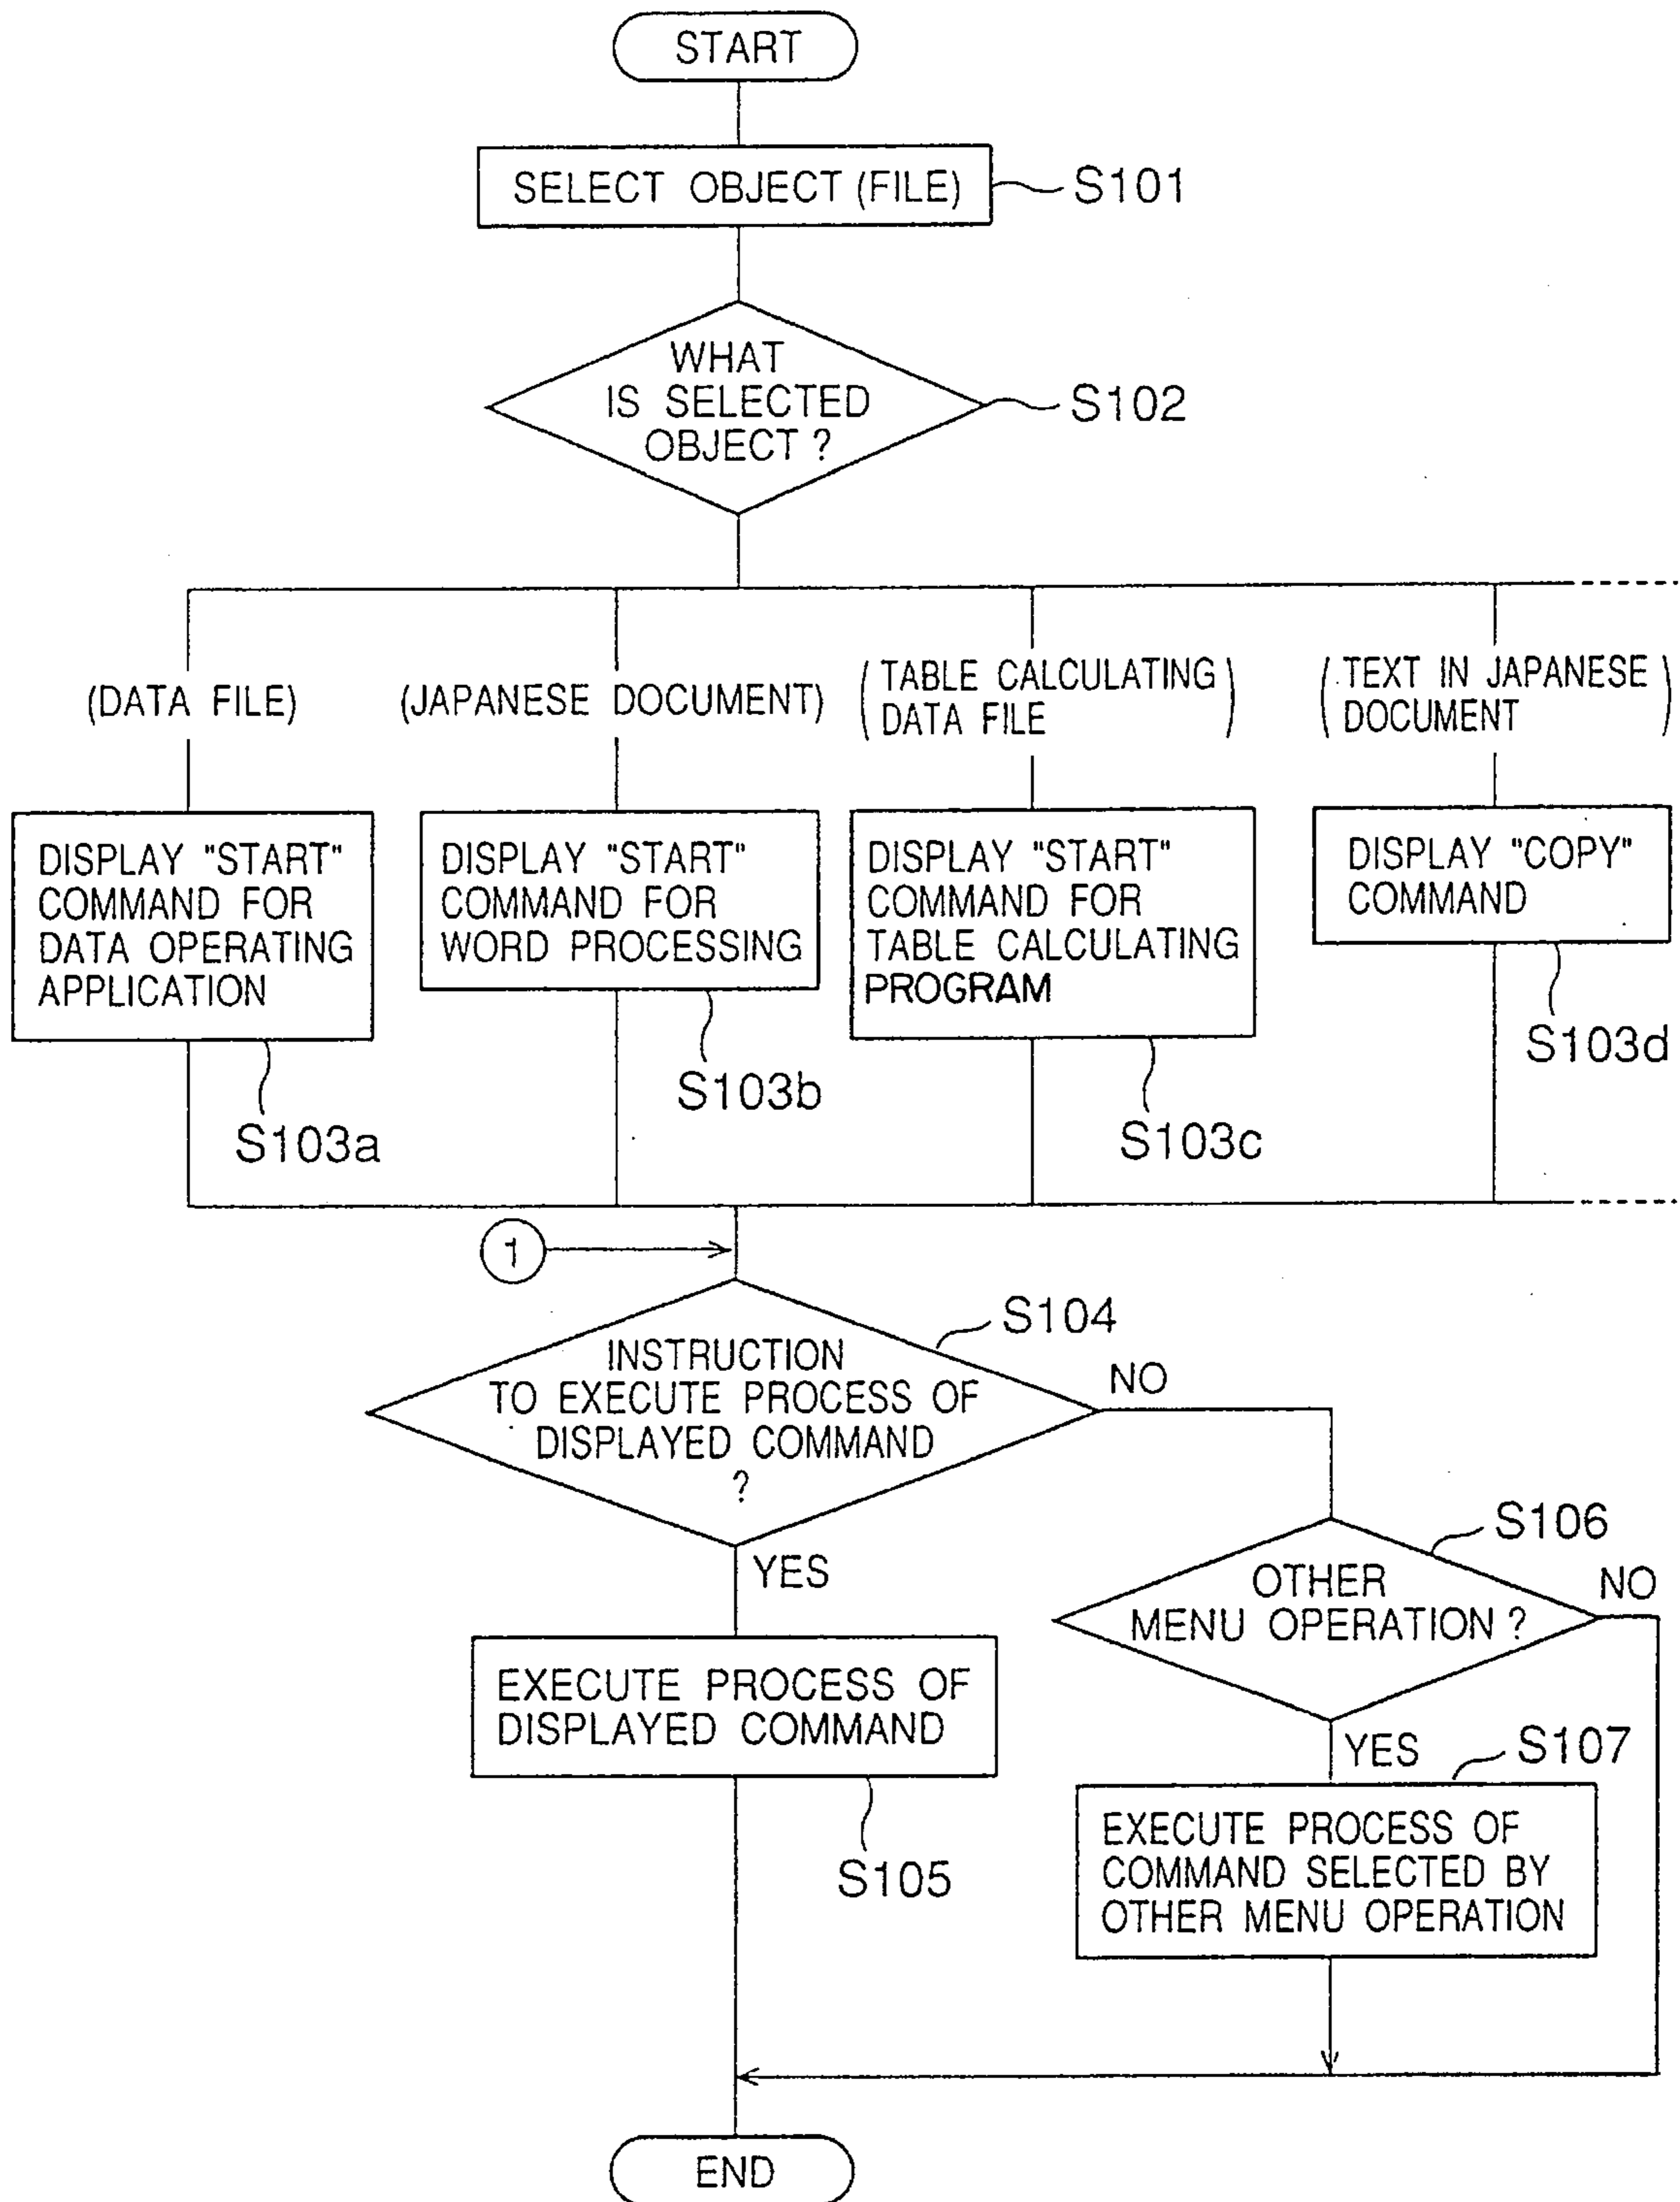 START
SELECT OBJECT (FILE)
S101
WHAT
IS SELECTED
OBJECT ?
S102
(DATA FILE)
(JAPANESE DOCUMENT)
(TABLE CALCULATING
DATA FILE)
(TEXT IN JAPANESE
DOCUMENT)
DISPLAY "START"
COMMAND FOR
DATA OPERATING
APPLICATION
S103a
DISPLAY "START"
COMMAND FOR
WORD PROCESSING
S103b
DISPLAY "START"
COMMAND FOR
TABLE CALCULATING
PROGRAM
S103c
DISPLAY "COPY"
COMMAND
S103d
1
INSTRUCTION
TO EXECUTE PROCESS OF
DISPLAYED COMMAND
?
S104
NO
YES
EXECUTE PROCESS OF
DISPLAYED COMMAND
S105
OTHER
MENU OPERATION ?
S106
NO
YES
S107
EXECUTE PROCESS OF
COMMAND SELECTED BY
OTHER MENU OPERATION
END